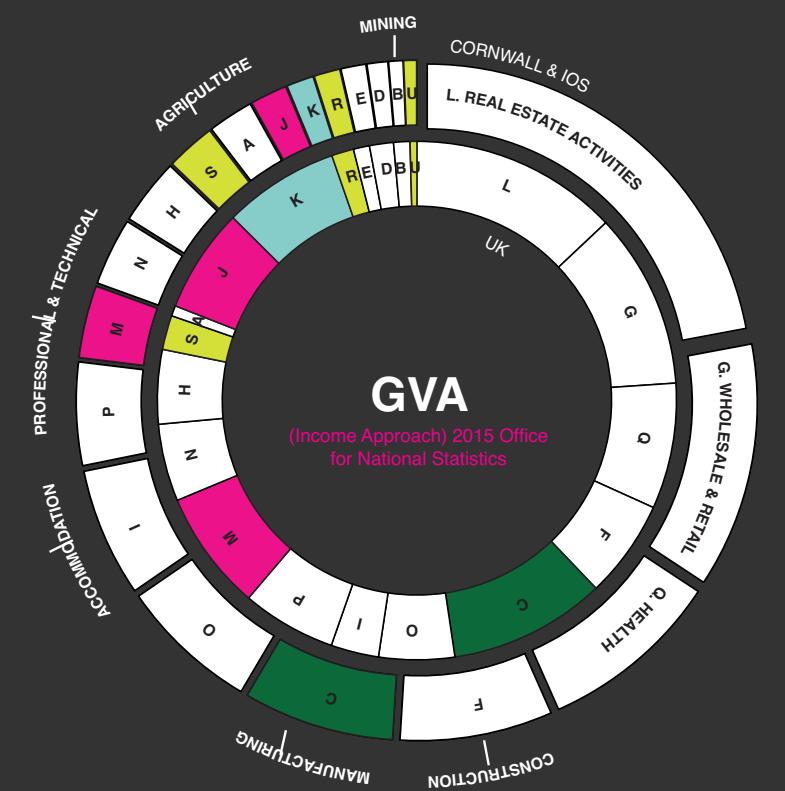 MINING
CORNWALL & IOS
AGRICULTURE
PROFESSIONAL & TECHNICAL
ACCOMMODATION
MANUFACTURING
CONSTRUCTION
L. REAL ESTATE ACTIVITIES
G. WHOLESALE & RETAIL
Q. HEALTH
F
C
O
I
P
M
N
H
S
A
J
K
R
E
D
B
U
UK
L
G
Q
F
C
O
I
P
M
N
H
S
A
J
K
R
E
D
B
U
GVA
(Income Approach) 2015 Office
for National Statistics